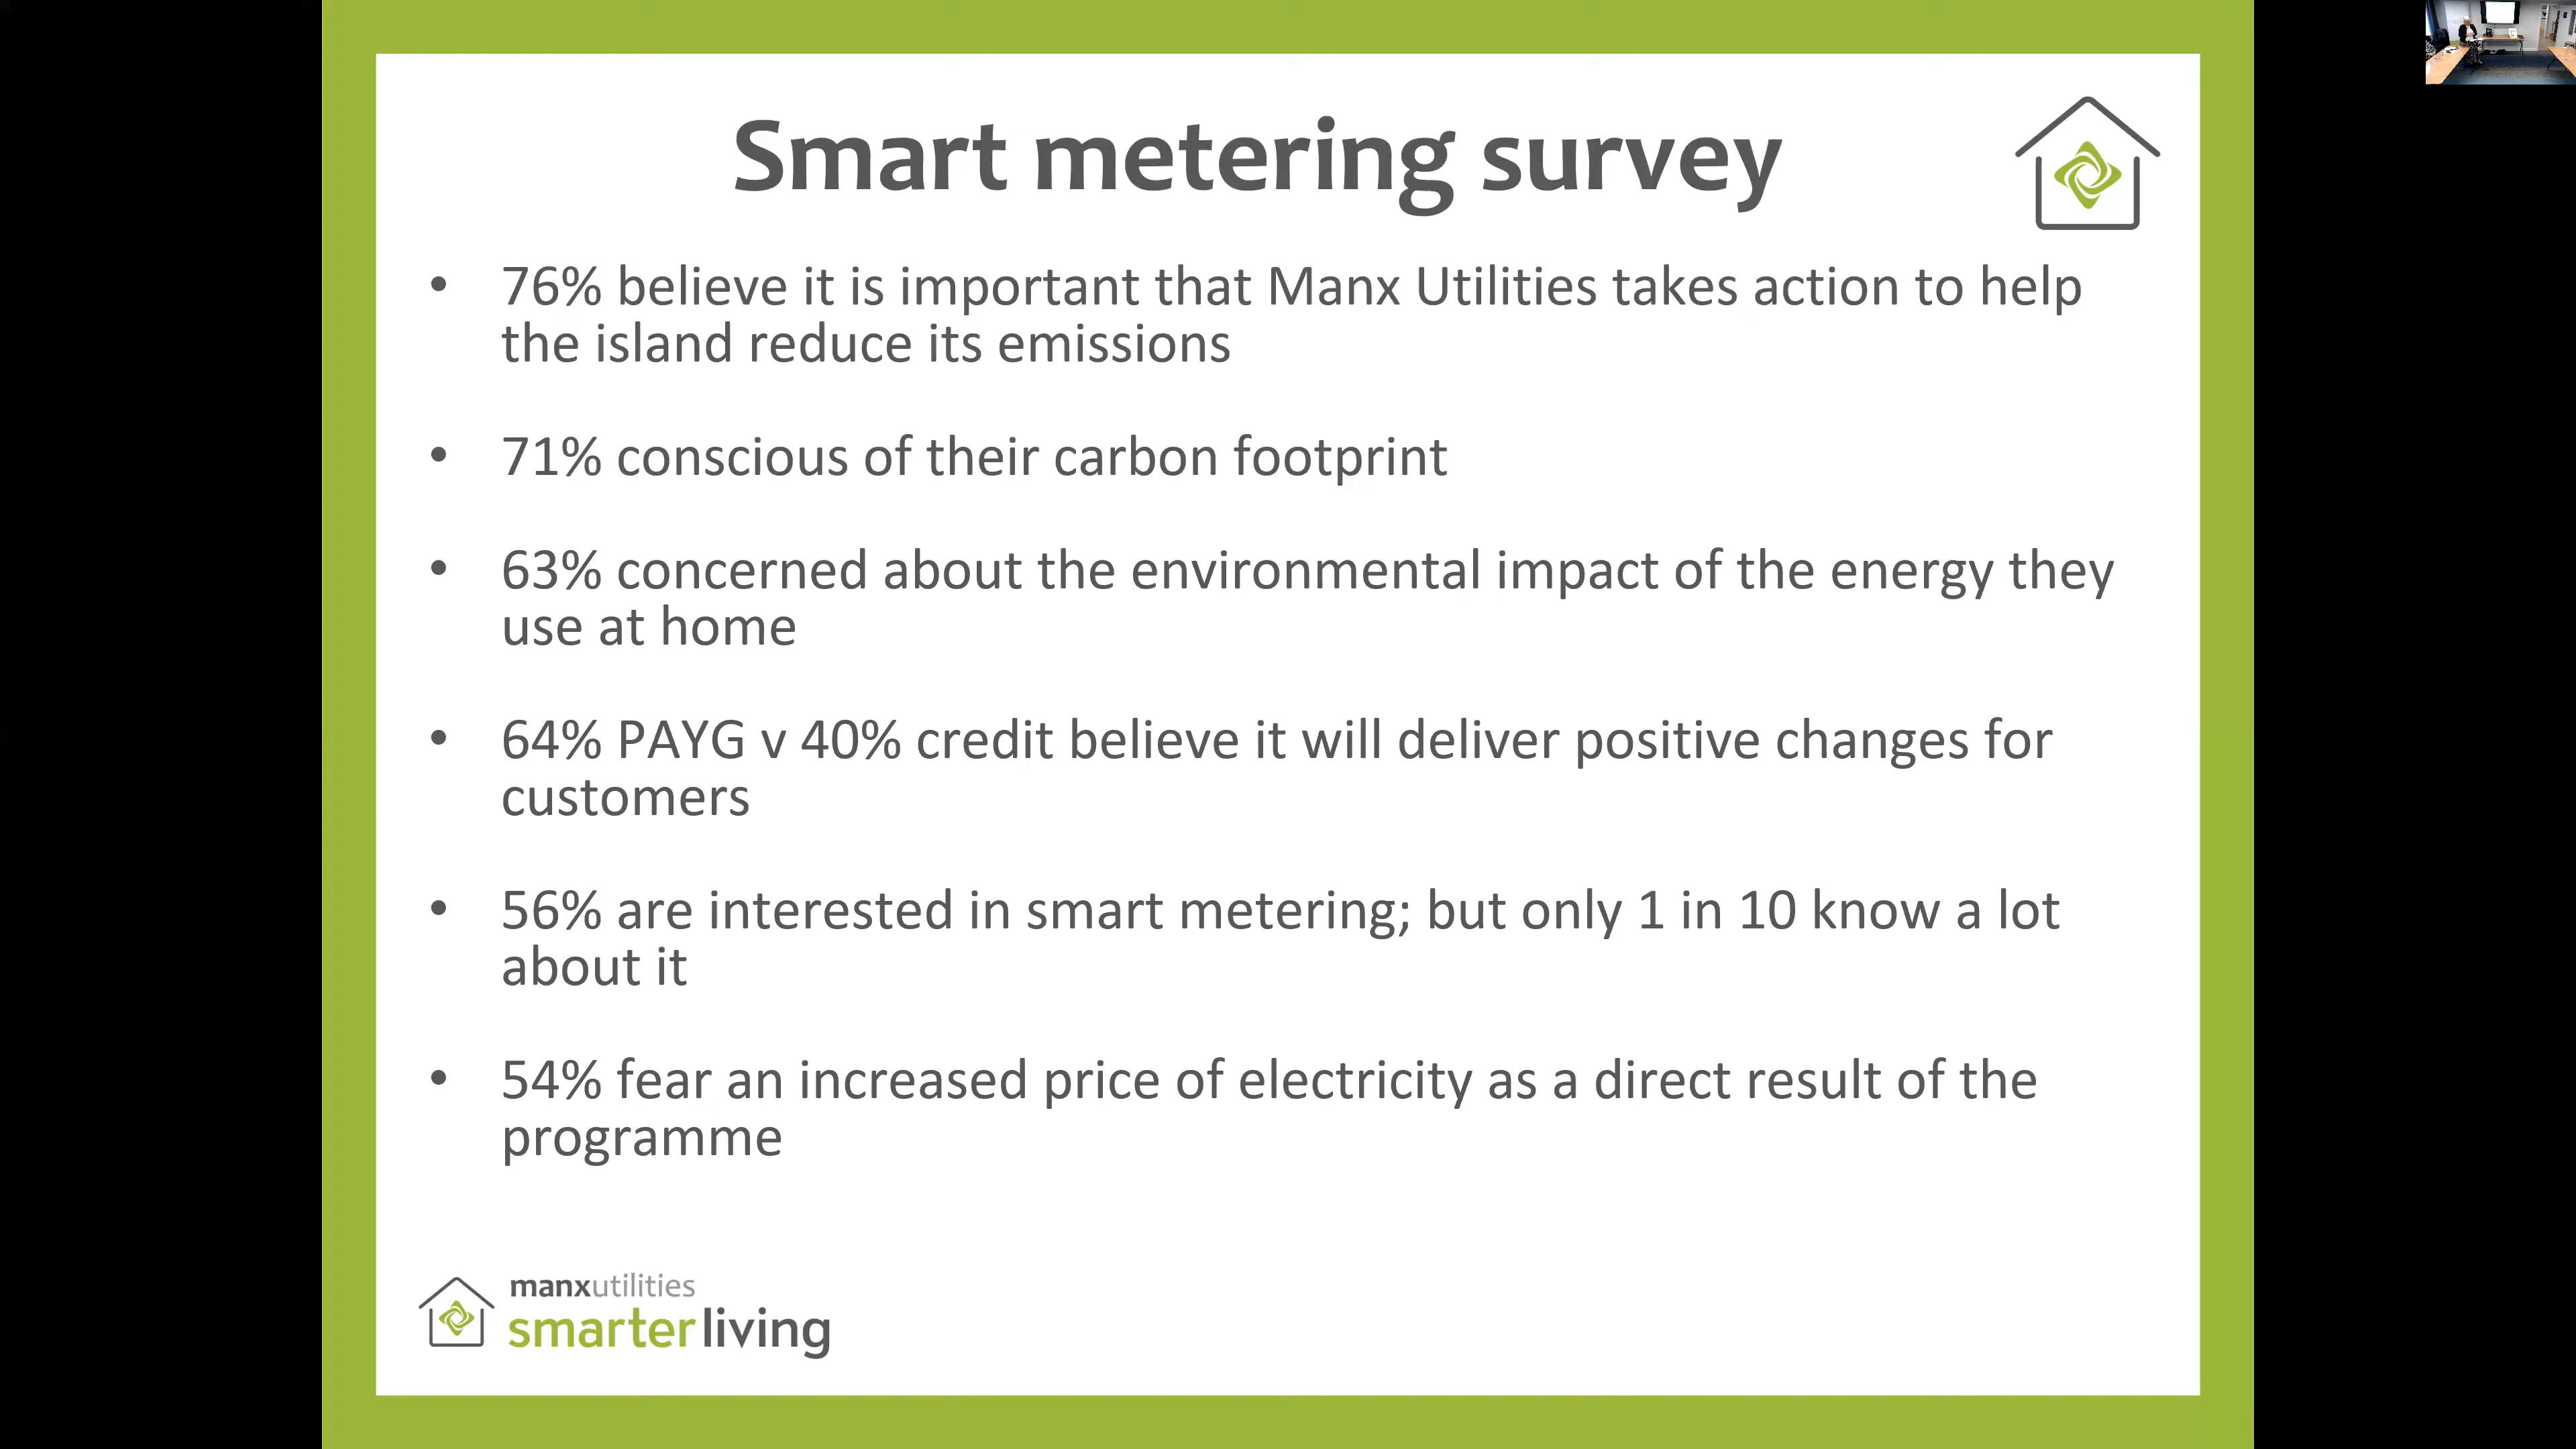 Smart metering survey
• 76% believe it is important that Manx Utilities takes action to help
the island reduce its emissions
• 71% conscious of their carbon footprint
• 63% concerned about the environmental impact of the energy they
use at home
• 64% PAYG v 40% credit believe it will deliver positive changes for
customers
• 56% are interested in smart metering; but only 1 in 10 know a lot
about it
• 54% fear an increased price of electricity as a direct result of the
programme
manxutilities
smarterliving